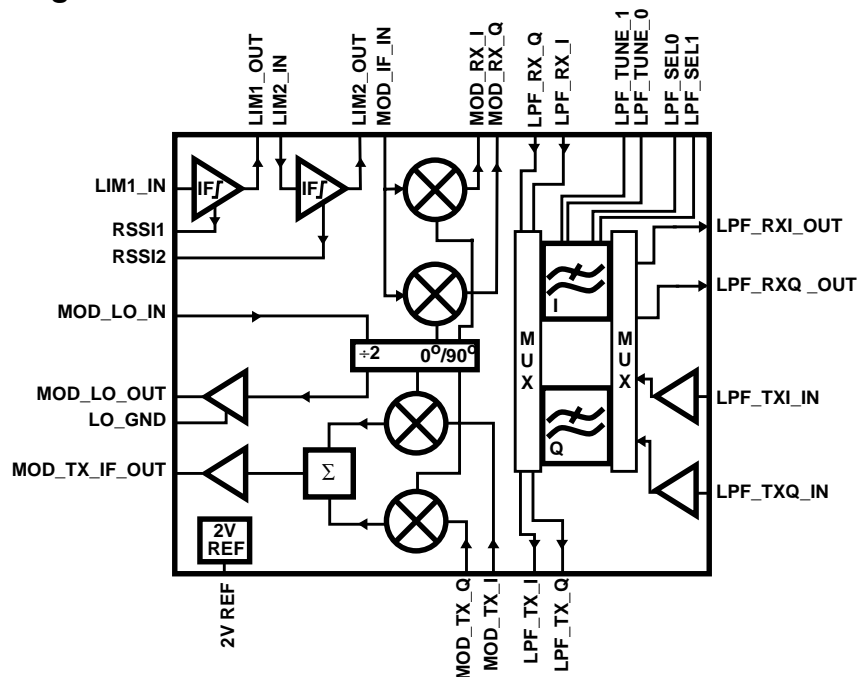 LIM1_OUT
LIM2_IN
LIM2_OUT
MOD_IF_IN
MOD_RX_I
MOD_RX_Q
LPF_RX_Q
LPF_RX_I
LPF_TUNE_1
LPF_TUNE_0
LPF_SEL0
LPF_SEL1
LIM1_IN
IF
IF
RSSI1
RSSI2
LPF_RXI_OUT
LPF_RXQ _OUT
I
MOD_LO_IN
÷2
0°/90°
MUX
MUX
MOD_LO_OUT
LO_GND
LPF_TXI_IN
Q
MOD_TX_IF_OUT
Σ
LPF_TXQ_IN
2V
REF
2V REF
MOD_TX_Q
MOD_TX_I
LPF_TX_I
LPF_TX_Q